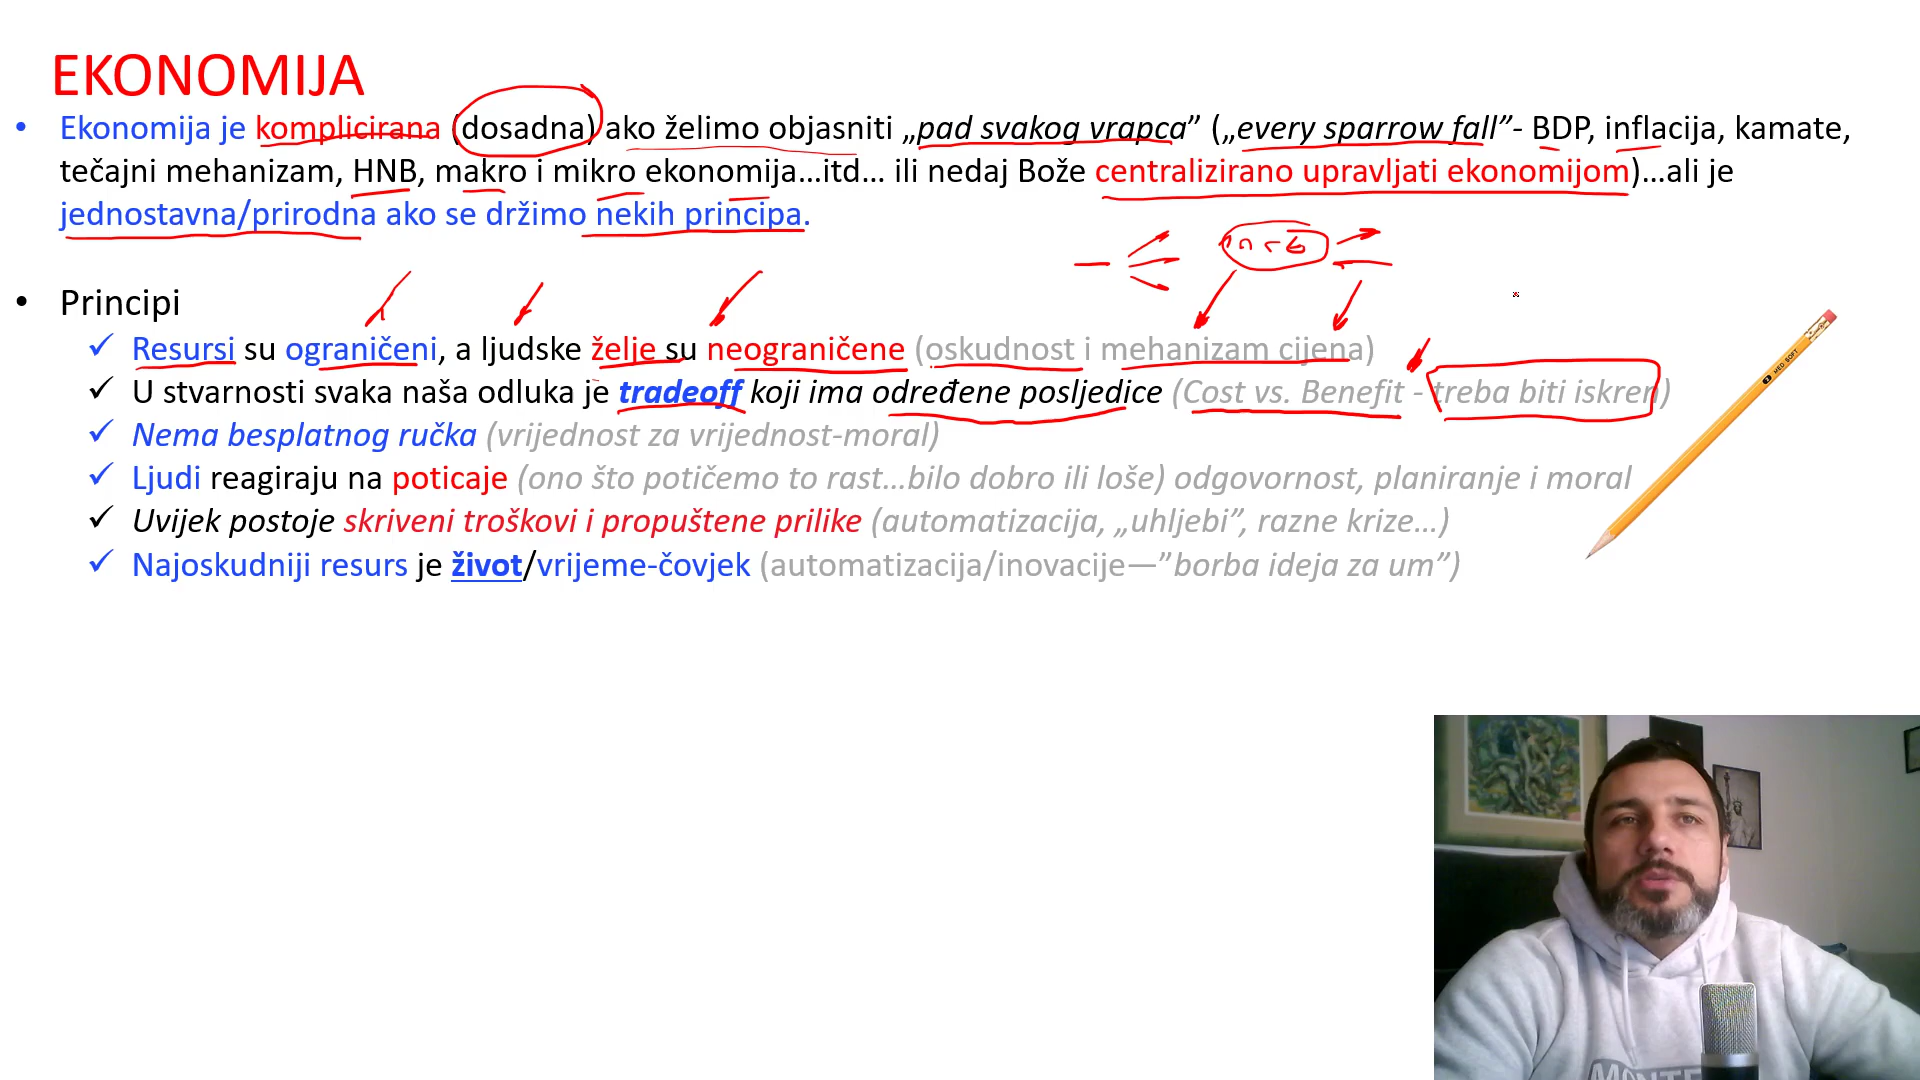 EKONOMIJA
• Ekonomija je komplicirana (dosadna) ako želimo objasniti „pad svakog vrapca” („every sparrow fall”- BDP, inflacija, kamate,
tečajni mehanizam, HNB, makro i mikro ekonomija...itd... ili nedaj Bože centralizirano upravljati ekonomijom)...ali je
jednostavna/prirodna ako se držimo nekih principa.
• Principi
✓ Resursi su ograničeni, a ljudske želje su neograničene (oskudnost i mehanizam cijena)
✓ U stvarnosti svaka naša odluka je tradeoff koji ima određene posljedice (Cost vs. Benefit - treba biti iskren)
✓ Nema besplatnog ručka (vrijednost za vrijednost-moral)
✓ Ljudi reagiraju na poticaje (ono što potičemo to rast...bilo dobro ili loše) odgovornost, planiranje i moral
✓ Uvijek postoje skriveni troškovi i propuštene prilike (automatizacija, „uhljebi”, razne krize...)
✓ Najoskudniji resurs je život/vrijeme-čovjek (automatizacija/inovacije—”borba ideja za um”)